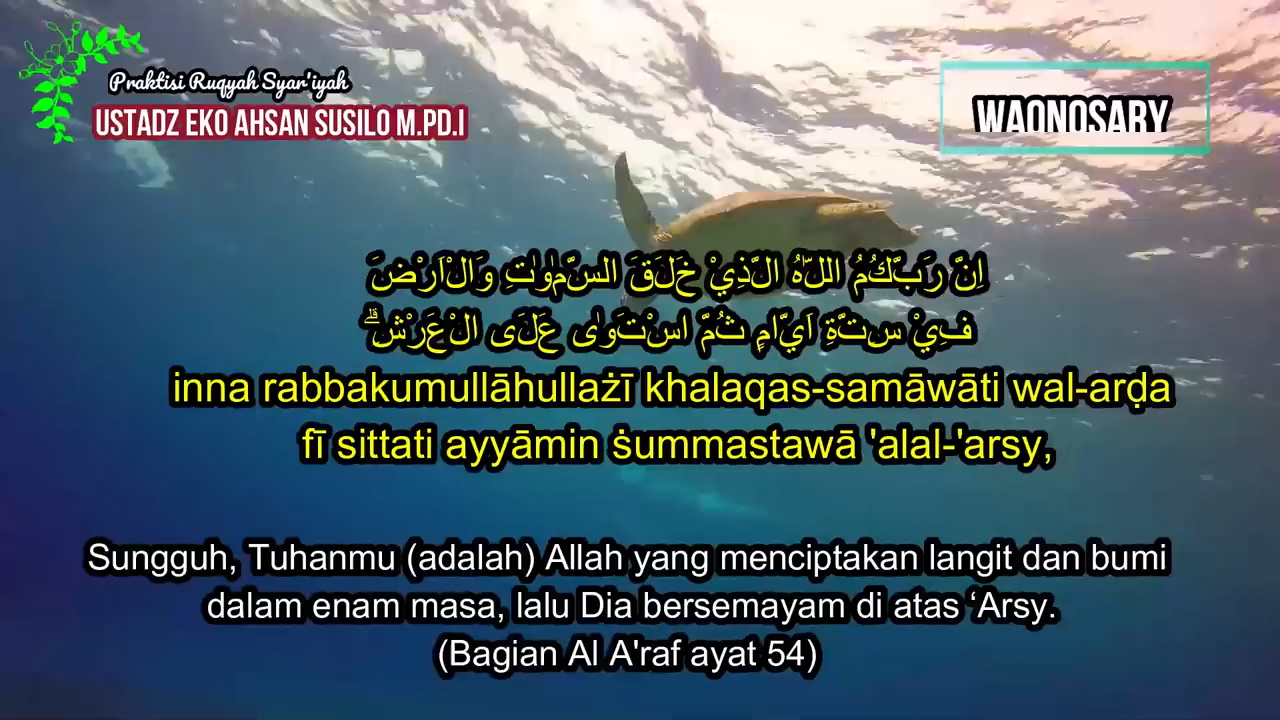 Praktisi Ruqyah Syar'iyah
USTADZ EKO AHSAN SUSILO M.PD.I
WAONOSARY
اِنَّ رَبَّكُمُ اللّٰهُ الَّذِيْ خَلَقَ السَّمٰوٰتِ وَالْاَرْضَ
فِيْ سِتَّةِ اَيَّامٍ ثُمَّ اسْتَوٰى عَلَى الْعَرْشِۗ
inna rabbakumullāhullażī khalaqas-samāwāti wal-arḍa
fī sittati ayyāmin ṡummastawā 'alal-'arsy,
Sungguh, Tuhanmu (adalah) Allah yang menciptakan langit dan bumi
dalam enam masa, lalu Dia bersemayam di atas ‘Arsy.
(Bagian Al A'raf ayat 54)